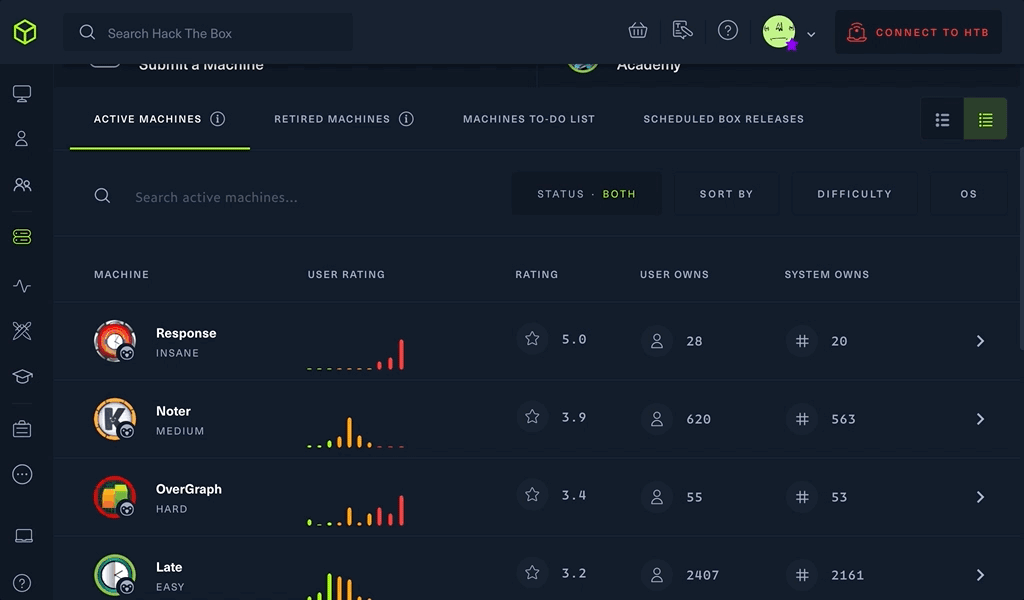 Search Hack The Box
CONNECT TO HTB
Submit a Machine
Academy
ACTIVE MACHINES
RETIRED MACHINES
MACHINES TO-DO LIST
SCHEDULED BOX RELEASES
Search active machines...
STATUS · BOTH
SORT BY
DIFFICULTY
OS
MACHINE USER RATING RATING USER OWNS SYSTEM OWNS
Response
INSANE
5.0 28 20
Noter
MEDIUM
3.9 620 563
OverGraph
HARD
3.4 55 53
Late
EASY
3.2 2407 2161